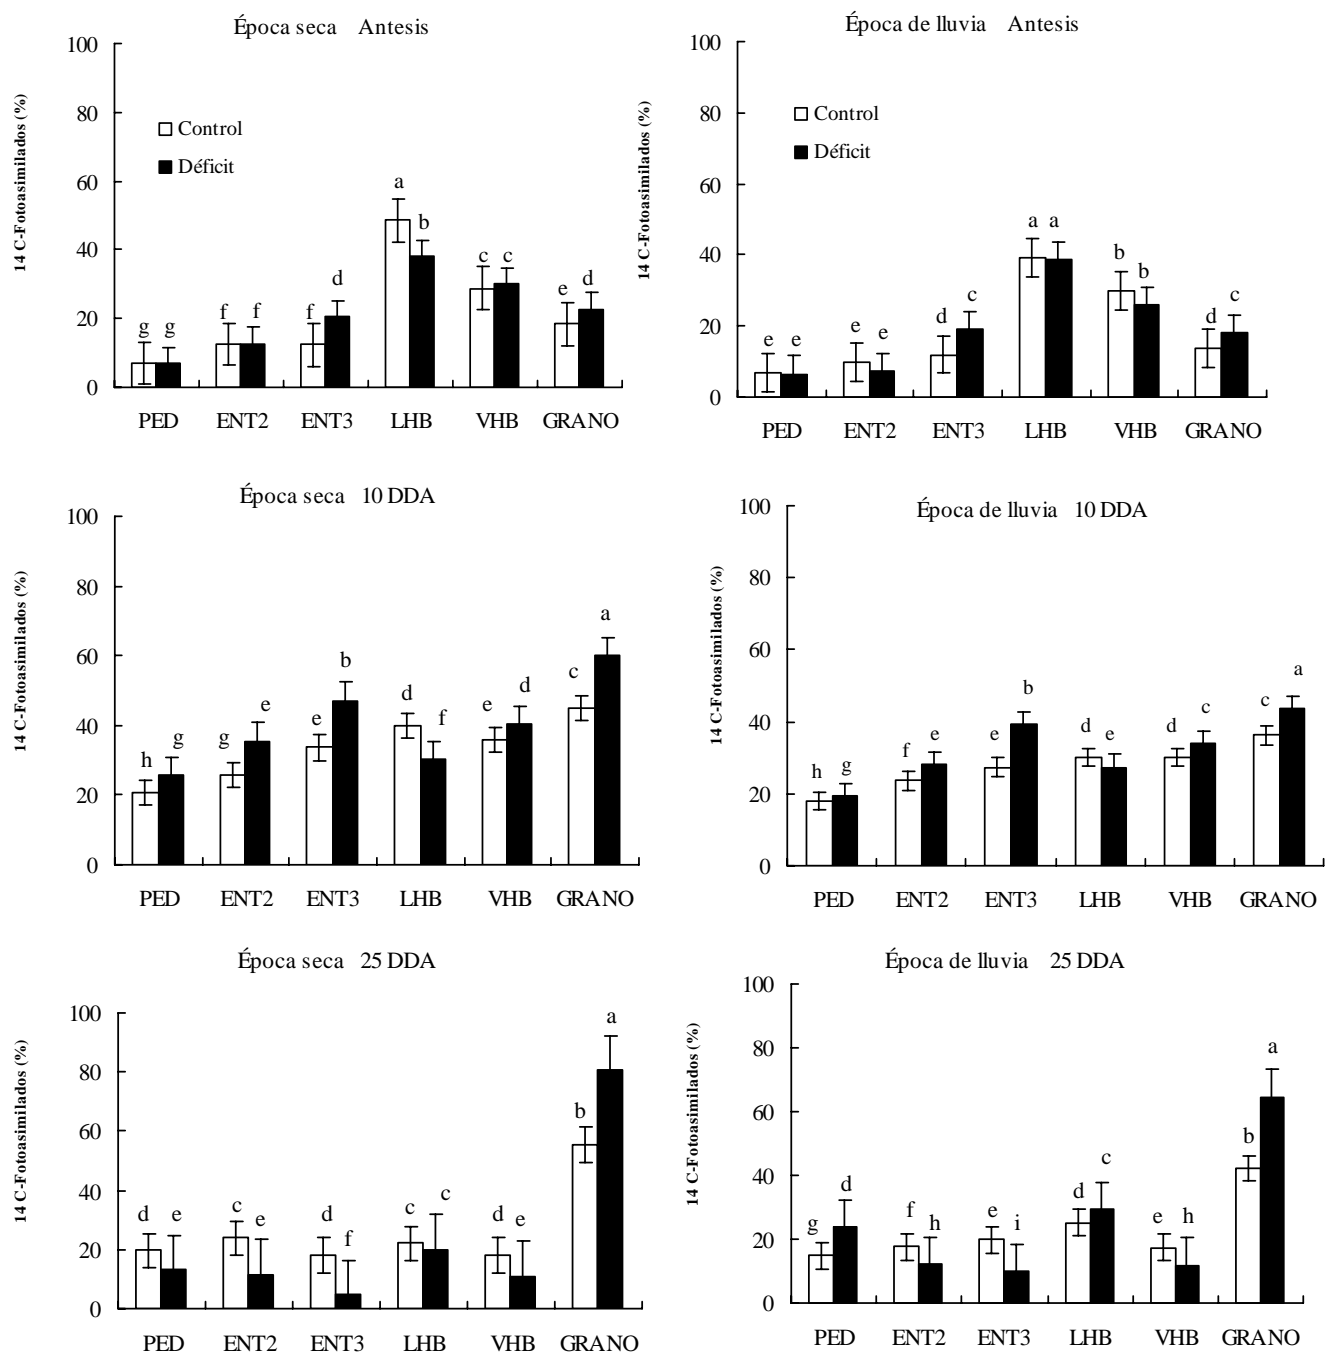 Época seca Antesis
100
80
60
40
20
0
14 C-Fotoasimilados (%)
Control
Déficit
g g f f f d a b c c e d
PED ENT2 ENT3 LHB VHB GRANO
Época de lluvia Antesis
100
80
60
40
20
0
14 C-Fotoasimilados (%)
Control
Déficit
e e e e d c a a b b d c
PED ENT2 ENT3 LHB VHB GRANO
Época seca 10 DDA
100
80
60
40
20
0
14 C-Fotoasimilados (%)
h g g e e b d f e d c a
PED ENT2 ENT3 LHB VHB GRANO
Época de lluvia 10 DDA
100
80
60
40
20
0
14 C-Fotoasimilados (%)
h g f e e b d e d c c a
PED ENT2 ENT3 LHB VHB GRANO
Época seca 25 DDA
100
80
60
40
20
0
14 C-Fotoasimilados (%)
d e c e d f c c d e b a
PED ENT2 ENT3 LHB VHB GRANO
Época de lluvia 25 DDA
100
80
60
40
20
0
14 C-Fotoasimilados (%)
g d f h e i d c e h b a
PED ENT2 ENT3 LHB VHB GRANO